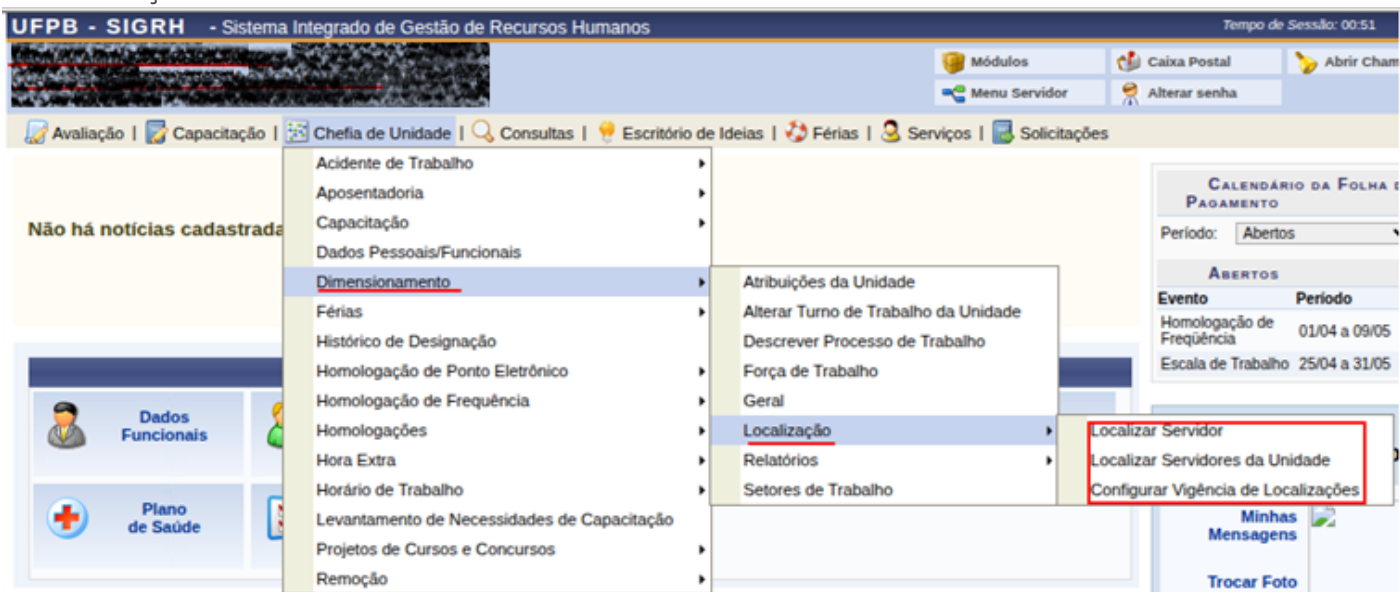 UFPB - SIGRH - Sistema Integrado de Gestão de Recursos Humanos
Tempo de Sessão: 00:51
Módulos
Caixa Postal
Abrir Cham
Menu Servidor
Alterar senha
Avaliação | Capacitação | Chefia de Unidade | Consultas | Escritório de Ideias | Férias | Serviços | Solicitações
Não há notícias cadastrada
Acidente de Trabalho
Aposentadoria
Capacitação
Dados Pessoais/Funcionais
Dimensionamento
Férias
Histórico de Designação
Homologação de Ponto Eletrônico
Homologação de Frequência
Homologações
Hora Extra
Horário de Trabalho
Levantamento de Necessidades de Capacitação
Projetos de Cursos e Concursos
Remoção
Atribuições da Unidade
Alterar Turno de Trabalho da Unidade
Descrever Processo de Trabalho
Força de Trabalho
Geral
Localização
Relatórios
Setores de Trabalho
Localizar Servidor
Localizar Servidores da Unidade
Configurar Vigência de Localizações
Dados
Funcionais
Plano
de Saúde
CALENDÁRIO DA FOLHA D
PAGAMENTO
Período: Abertos
ABERTOS
Evento Período
Homologação de
Freqüência 01/04 a 09/05
Escala de Trabalho 25/04 a 31/05
Minhas
Mensagens
Trocar Foto